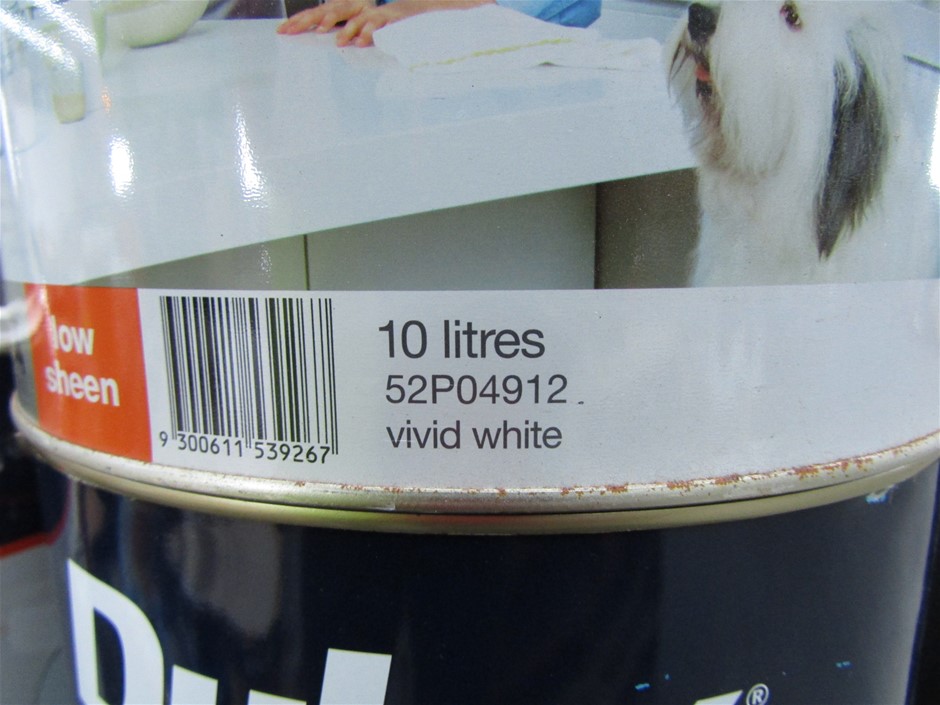 low
sheen
9 300611 539267
10 litres
52P04912
vivid white
®